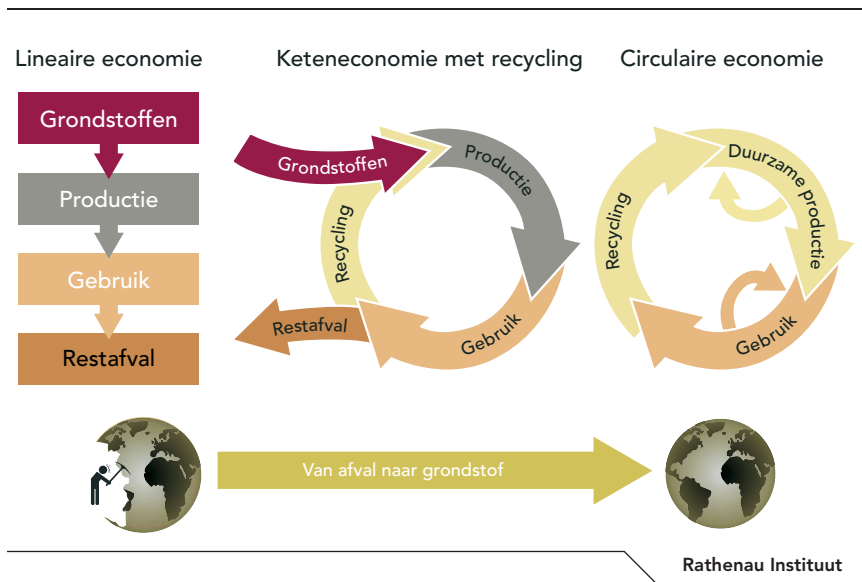 Lineaire economie
Keteneconomie met recycling
Circulaire economie
Grondstoffen
Productie
Gebruik
Restafval
Grondstoffen
Productie
Recycling
Restafval
Gebruik
Duurzame productie
Recycling
Gebruik
Van afval naar grondstof
Rathenau Instituut